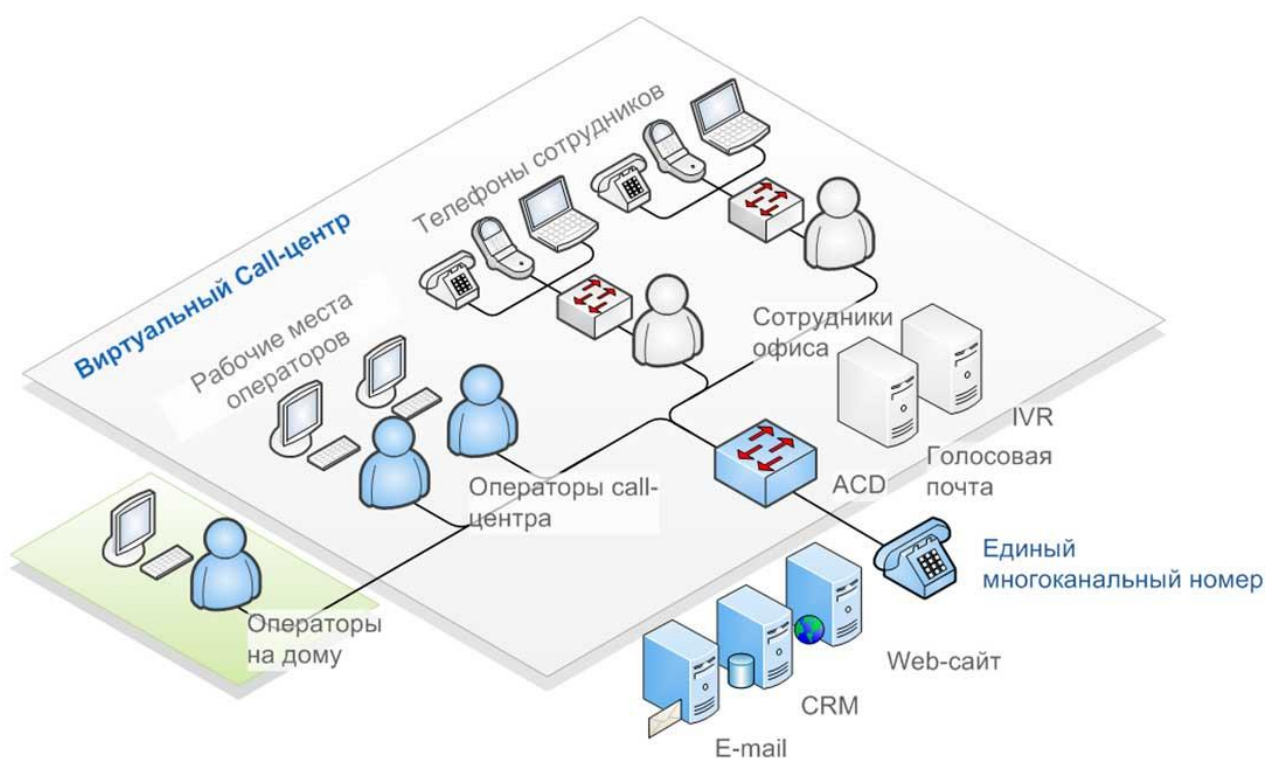 Телефоны сотрудников
Виртуальный Call-центр
Рабочие места
операторов
Сотрудники
офиса
IVR
Голосовая
почта
ACD
Операторы call-
центра
Единый
многоканальный номер
Операторы
на дому
Web-сайт
CRM
E-mail